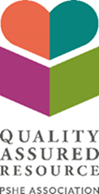 QUALITY
ASSURED
RESOURCE
PSHE ASSOCIATION